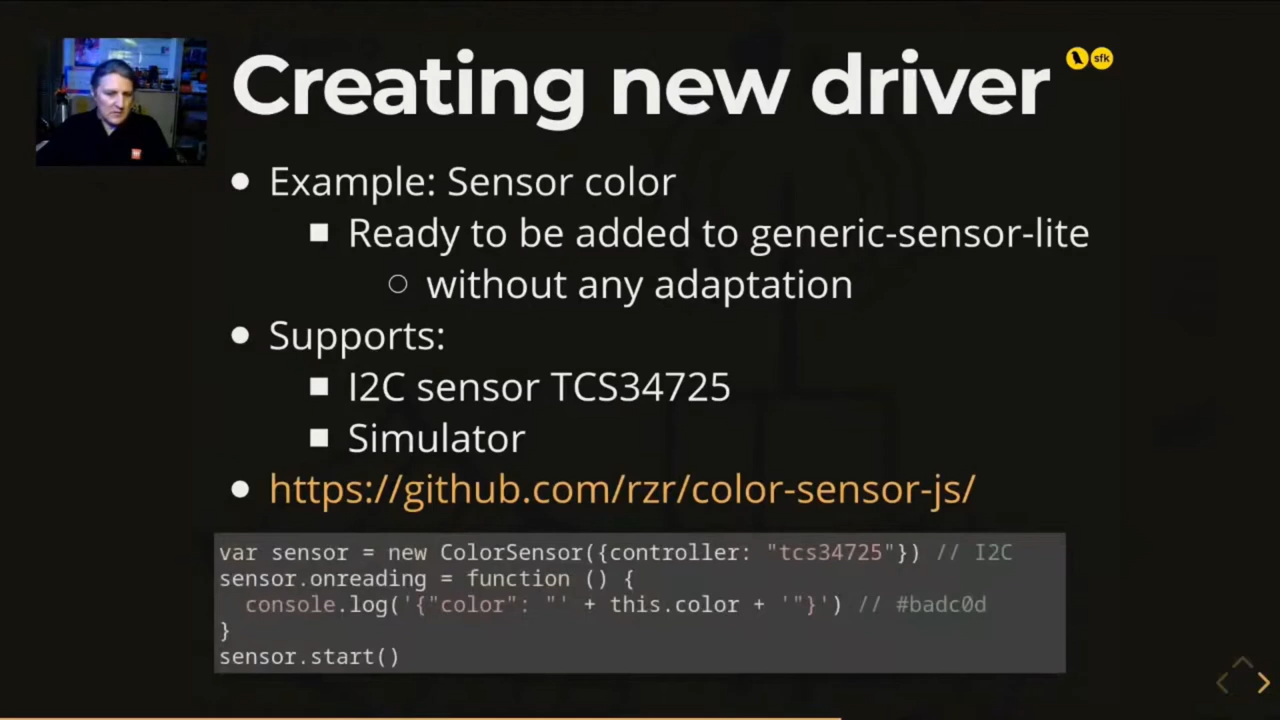 Creating new driver
sfk
Example: Sensor color
Ready to be added to generic-sensor-lite
without any adaptation
Supports:
I2C sensor TCS34725
Simulator
https://github.com/rzr/color-sensor-js/
var sensor = new ColorSensor({controller: "tcs34725"}) // I2C
sensor.onreading = function () {
  console.log('{"color": "' + this.color + '"}') // #badc0d
}
sensor.start()